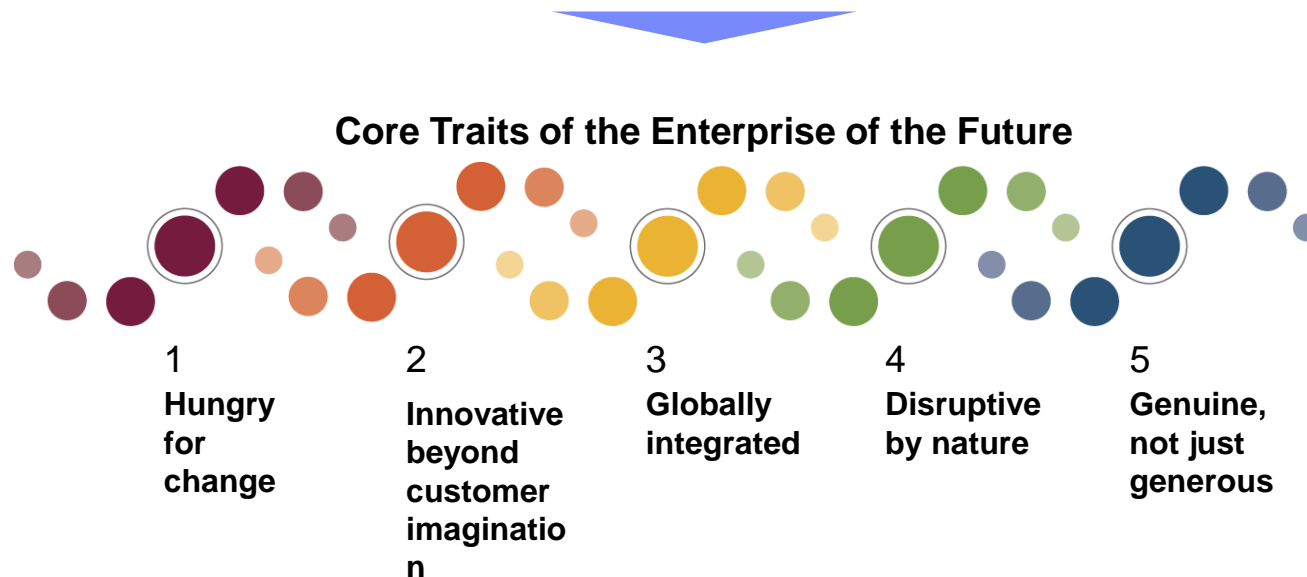 Core Traits of the Enterprise of the Future
1
Hungry
for
change
2
Innovative
beyond
customer
imaginatio
n
3
Globally
integrated
4
Disruptive
by nature
5
Genuine,
not just
generous